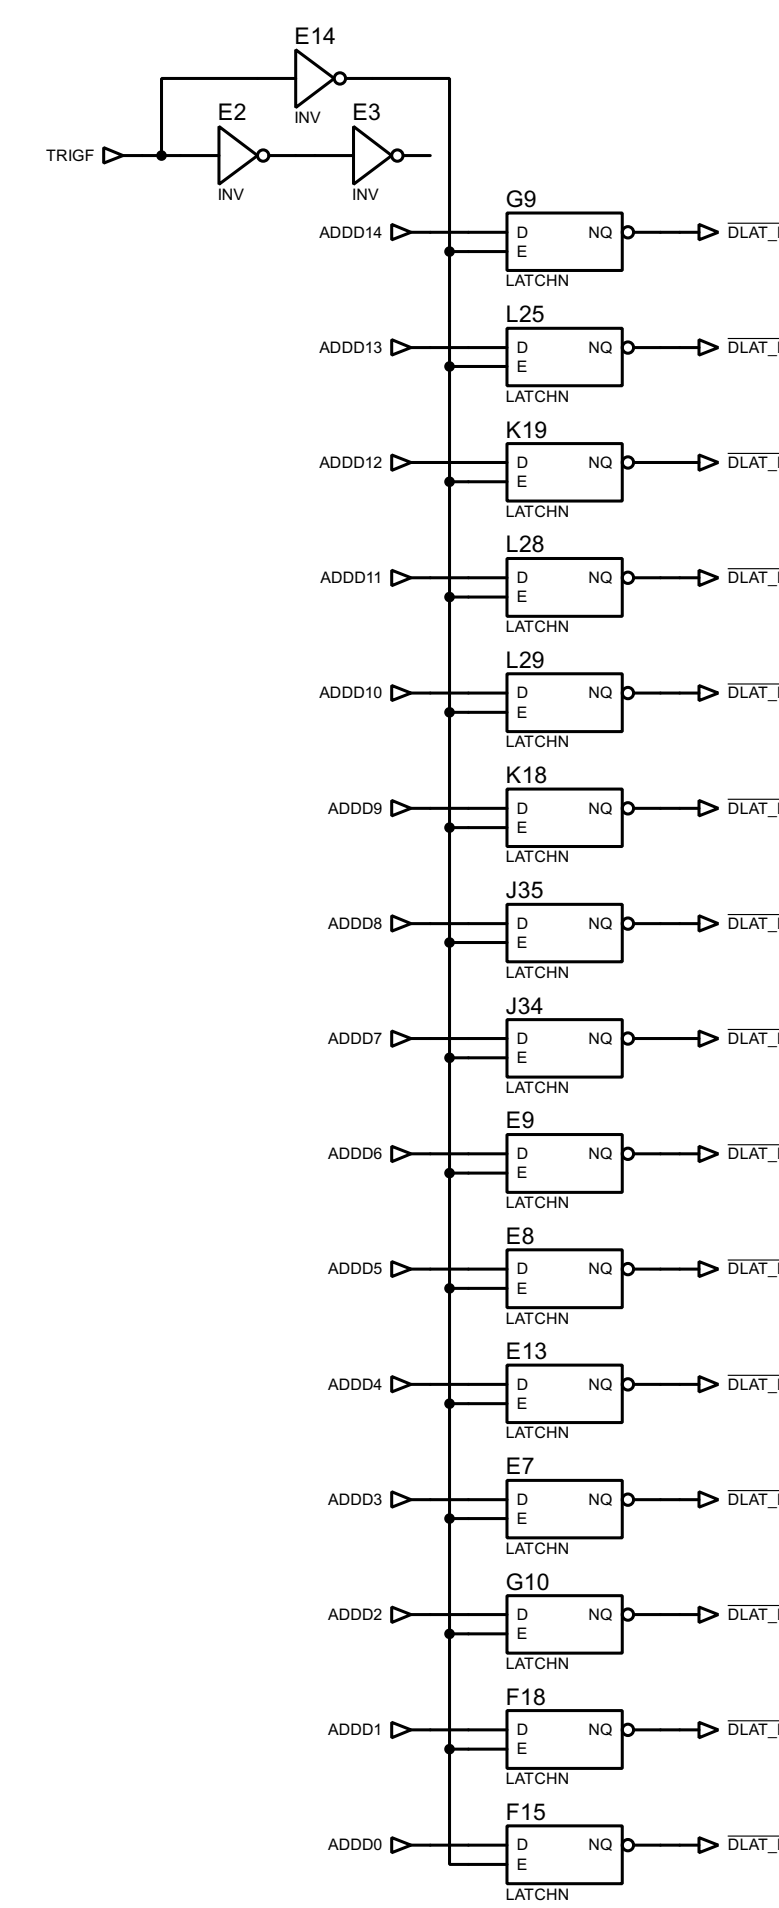 E14
INV
E2
E3
TRIGF
INV
INV
G9
ADDD14 D NQ
E
LATCHN
L25
ADDD13 D NQ
E
LATCHN
K19
ADDD12 D NQ
E
LATCHN
L28
ADDD11 D NQ
E
LATCHN
L29
ADDD10 D NQ
E
LATCHN
K18
ADDD9 D NQ
E
LATCHN
J35
ADDD8 D NQ
E
LATCHN
J34
ADDD7 D NQ
E
LATCHN
E9
ADDD6 D NQ
E
LATCHN
E8
ADDD5 D NQ
E
LATCHN
E13
ADDD4 D NQ
E
LATCHN
E7
ADDD3 D NQ
E
LATCHN
G10
ADDD2 D NQ
E
LATCHN
F18
ADDD1 D NQ
E
LATCHN
F15
ADDD0 D NQ
E
LATCHN